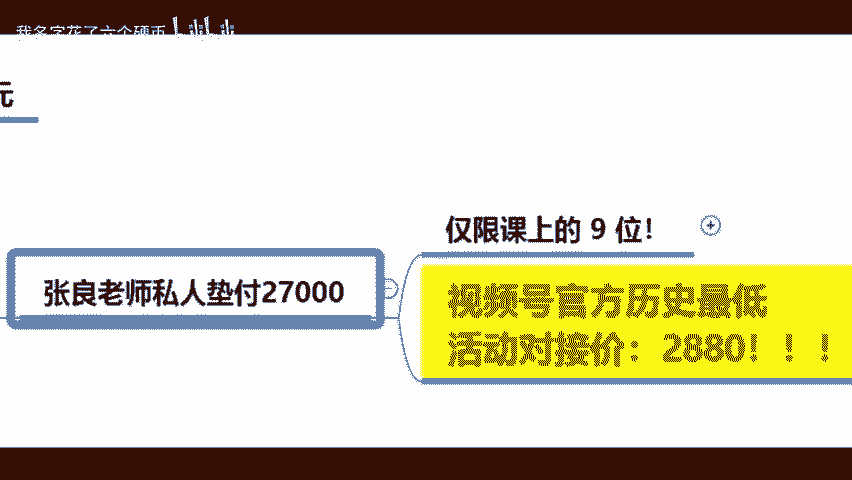 我名字花了六个硬币
元
仅限课上的 9 位！
张良老师私人垫付27000
视频号官方历史最低
活动对接价：2880！！！